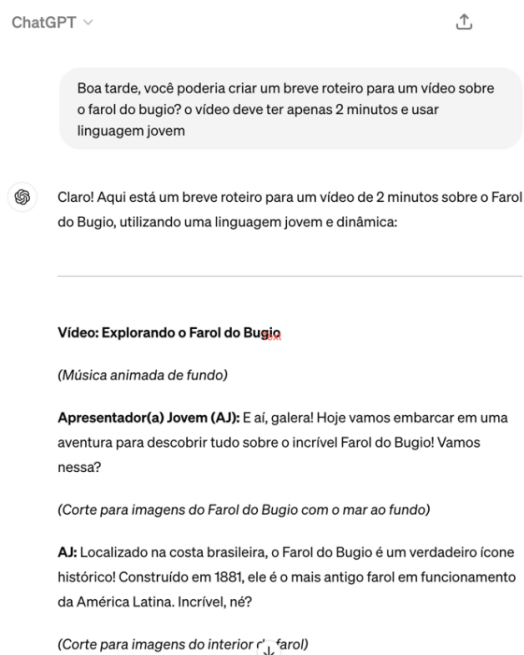 ChatGPT
Boa tarde, você poderia criar um breve roteiro para um vídeo sobre
o farol do bugio? o vídeo deve ter apenas 2 minutos e usar
linguagem jovem
Claro! Aqui está um breve roteiro para um vídeo de 2 minutos sobre o Farol
do Bugio, utilizando uma linguagem jovem e dinâmica:
Vídeo: Explorando o Farol do Bugio
(Música animada de fundo)
Apresentador(a) Jovem (AJ): E aí, galera! Hoje vamos embarcar em uma
aventura para descobrir tudo sobre o incrível Farol do Bugio! Vamos
nessa?
(Corte para imagens do Farol do Bugio com o mar ao fundo)
AJ: Localizado na costa brasileira, o Farol do Bugio é um verdadeiro ícone
histórico! Construído em 1881, ele é o mais antigo farol em funcionamento
da América Latina. Incrível, né?
(Corte para imagens do interior farol)